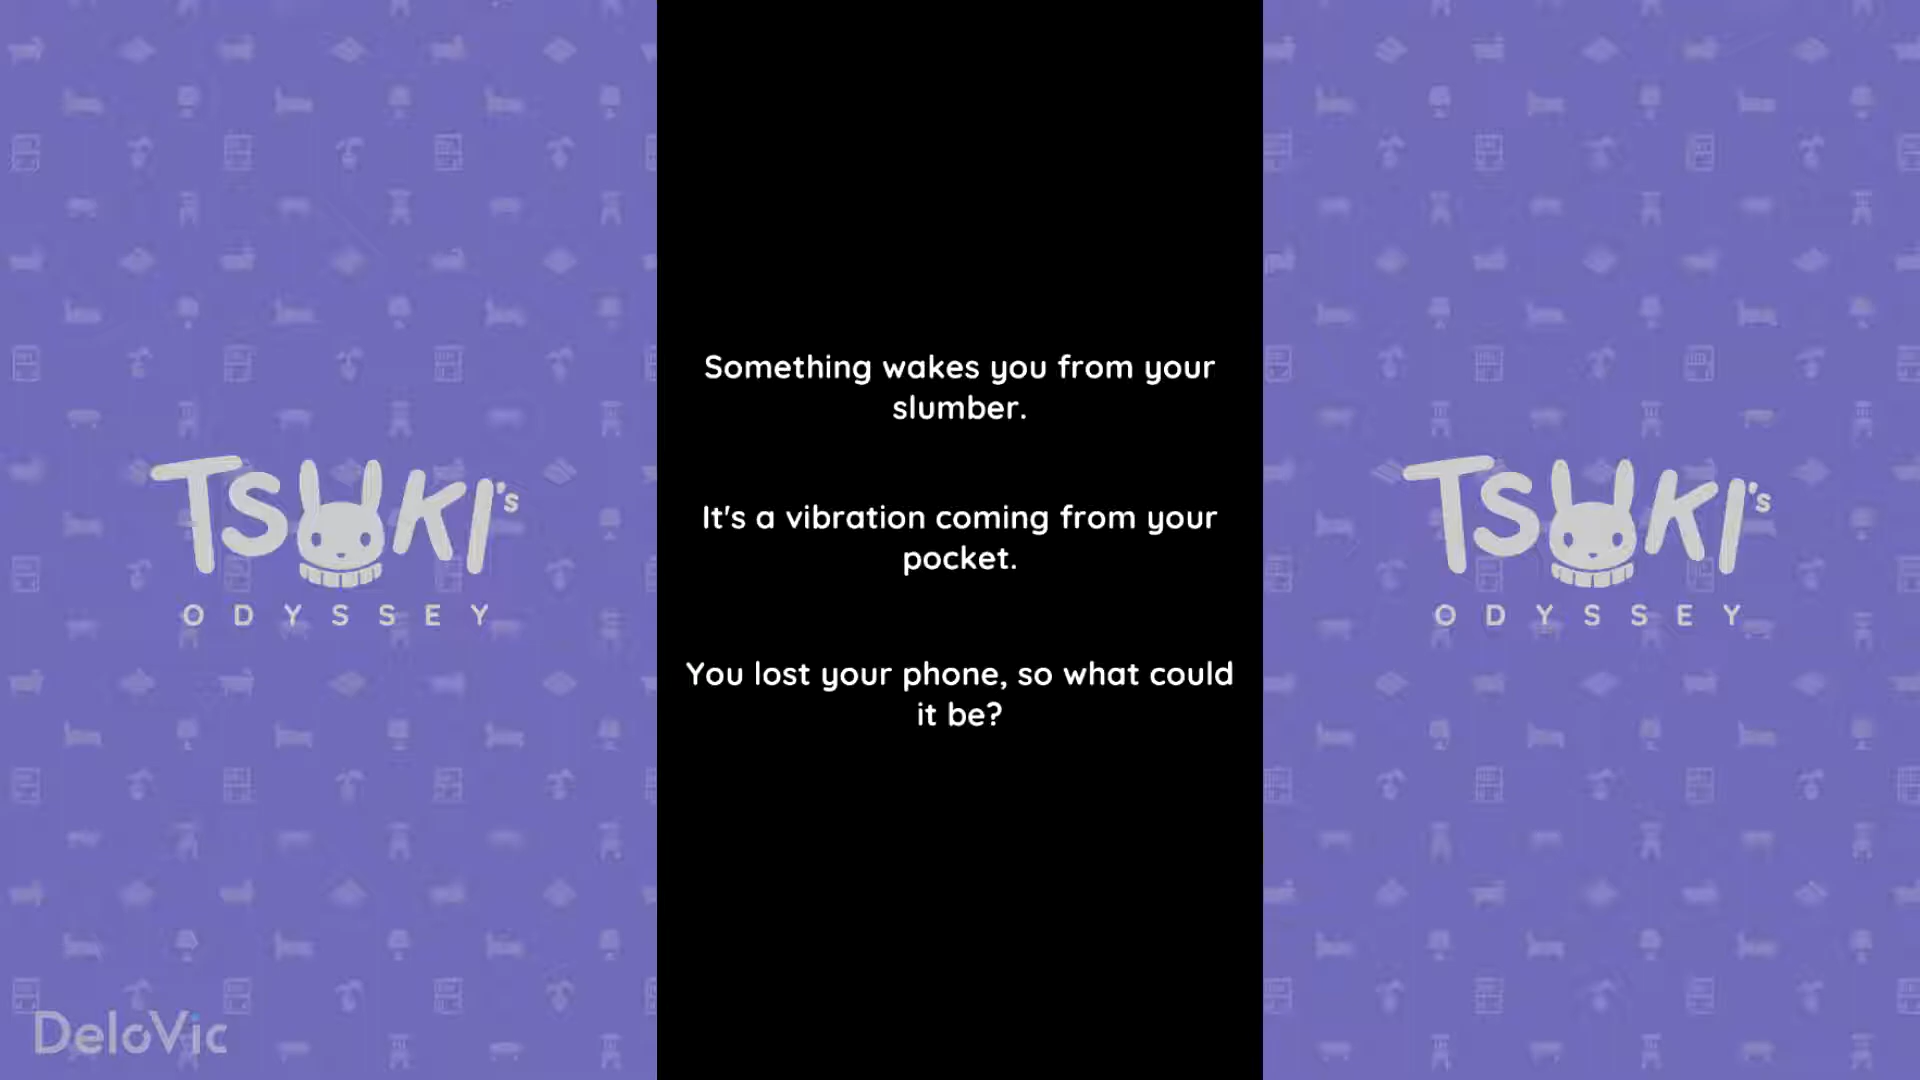 TSUKI's
ODYSSEY
Something wakes you from your
slumber.
It's a vibration coming from your
pocket.
You lost your phone, so what could
it be?
TSUKI's
ODYSSEY
DeloVic